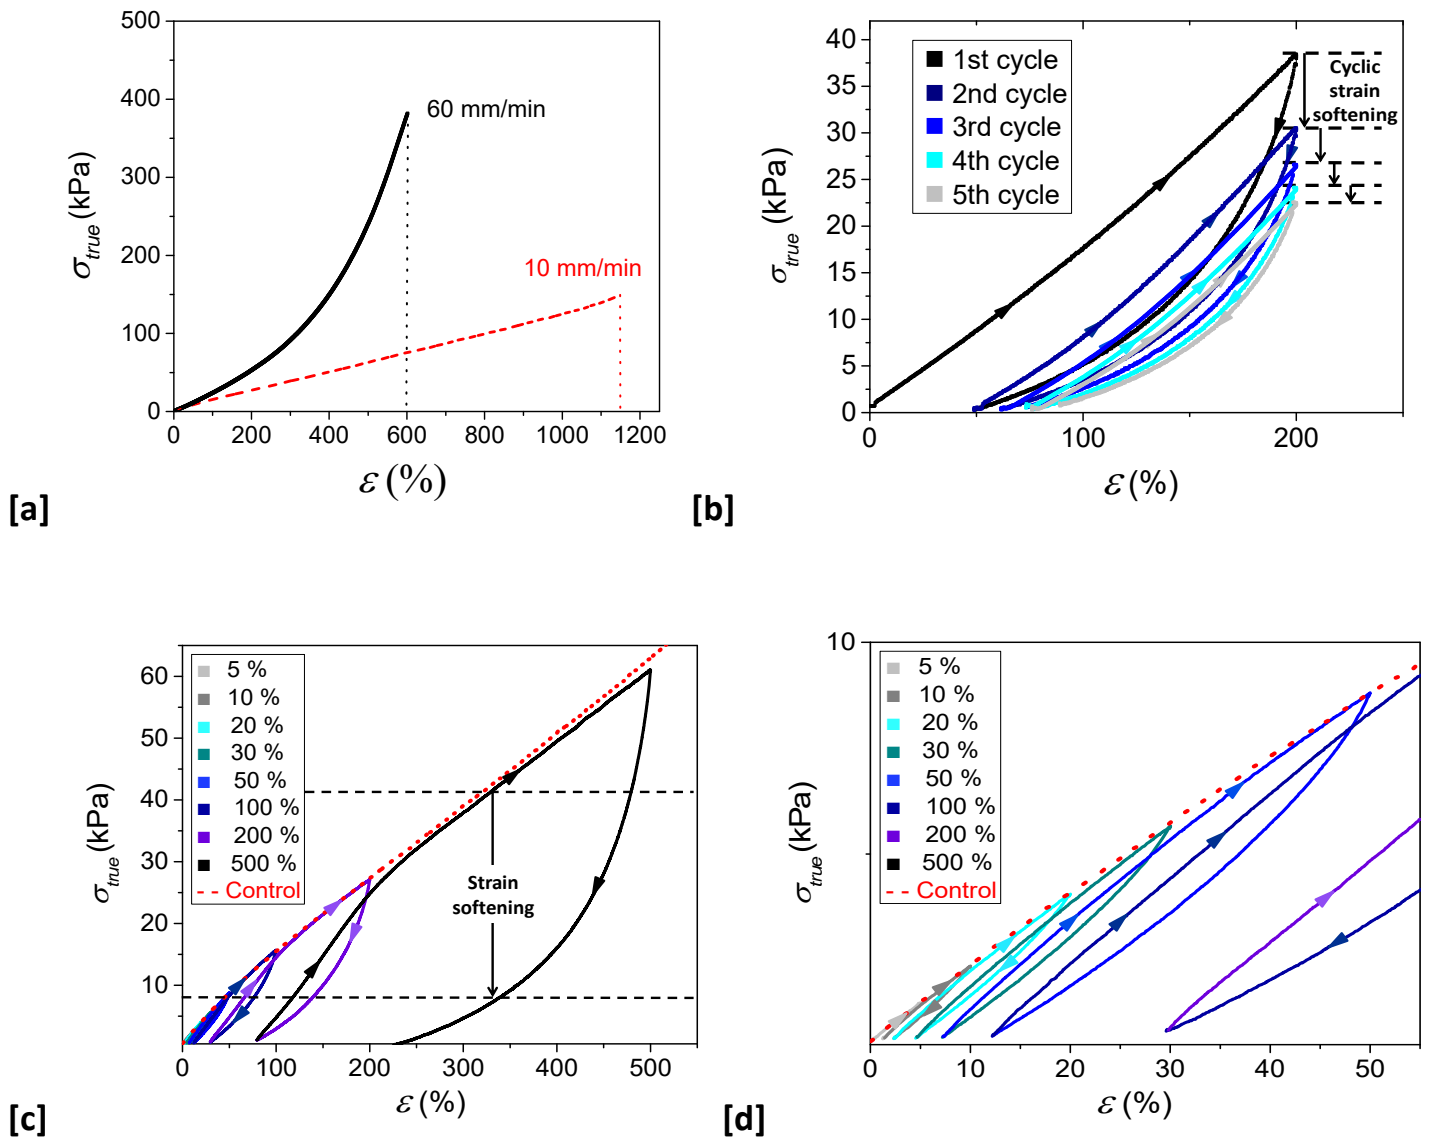 500
400
300
200
100
0
σtrue (kPa)
60 mm/min
10 mm/min
0 200 400 600 800 1000 1200
ε (%)
[a]
40
35
30
25
20
15
10
5
0
σtrue (kPa)
1st cycle
2nd cycle
3rd cycle
4th cycle
5th cycle
Cyclic
strain
softening
0 100 200
ε (%)
[b]
60
50
40
30
20
10
σtrue (kPa)
5 %
10 %
20 %
30 %
50 %
100 %
200 %
500 %
Control
Strain
softening
0 100 200 300 400 500
ε (%)
[c]
10
0
σtrue (kPa)
5 %
10 %
20 %
30 %
50 %
100 %
200 %
500 %
Control
0 10 20 30 40 50
ε (%)
[d]